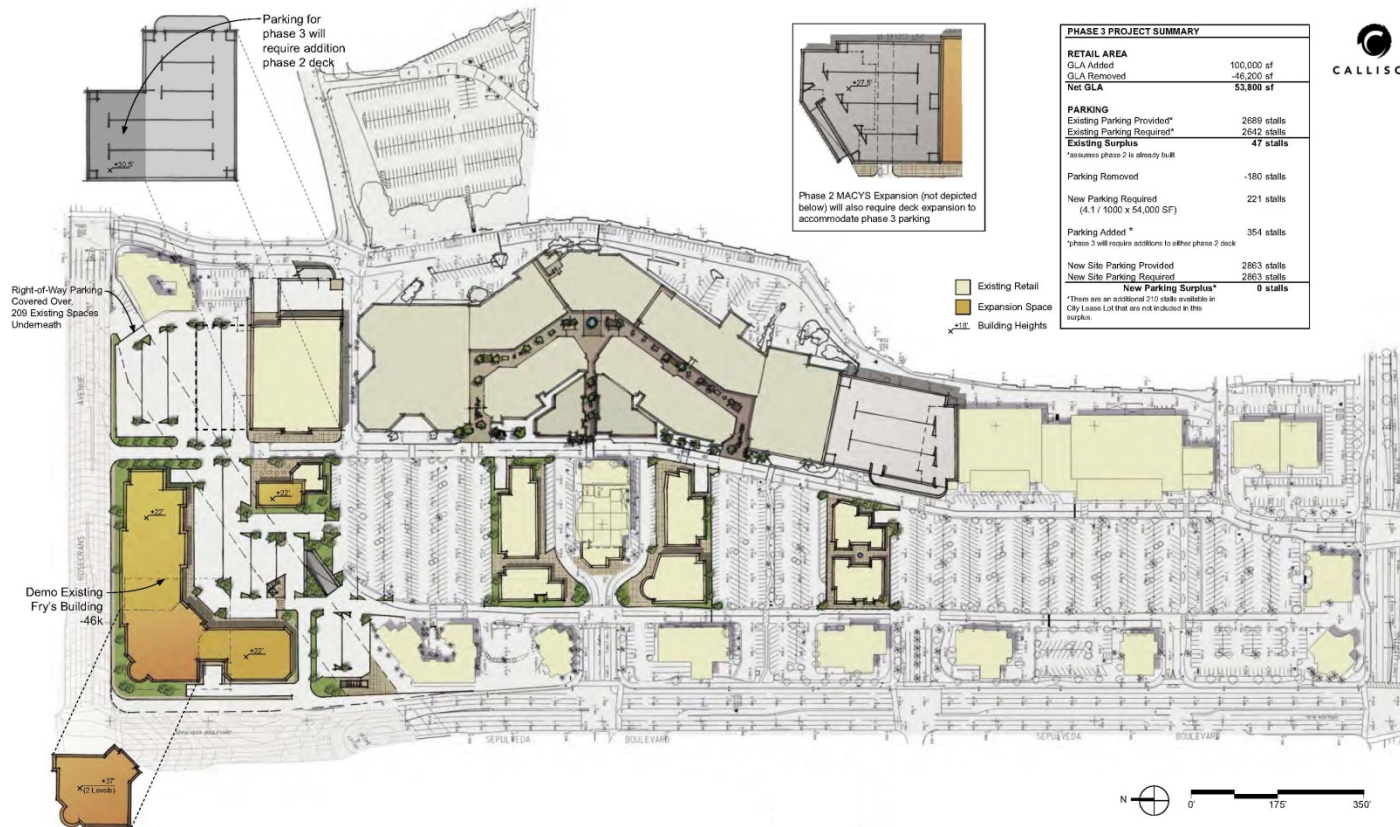 Parking for
phase 3 will
require addition
phase 2 deck
+30.5'
+27.5'
Phase 2 MACYS Expansion (not depicted
below) will also require deck expansion to
accommodate phase 3 parking
PHASE 3 PROJECT SUMMARY
RETAIL AREA
GLA Added 100,000 sf
GLA Removed -46,200 sf
Net GLA 53,800 sf
PARKING
Existing Parking Provided* 2689 stalls
Existing Parking Required* 2642 stalls
Existing Surplus 47 stalls
*assumes phase 2 is already built
Parking Removed -180 stalls
New Parking Required 221 stalls
(4.1 / 1000 x 54,000 SF)
Parking Added * 354 stalls
*phase 3 will require additions to either phase 2 deck
New Site Parking Provided 2863 stalls
New Site Parking Required 2863 stalls
New Parking Surplus* 0 stalls
*There are an additional 210 stalls available in
City Lease Lot that are not included in this
surplus.
CALLISO
Right-of-Way Parking
Covered Over,
209 Existing Spaces
Underneath
Existing Retail
Expansion Space
+18' Building Heights
AVENUE
ROSECRANS
+22'
+22'
Demo Existing
Fry's Building
-46k
+22'
SEPULVEDA BOULEVARD
SEPULVEDA BOULEVARD
SEPULVEDA BOULEVARD
+37'
(2 Levels)
N
0' 175' 350'